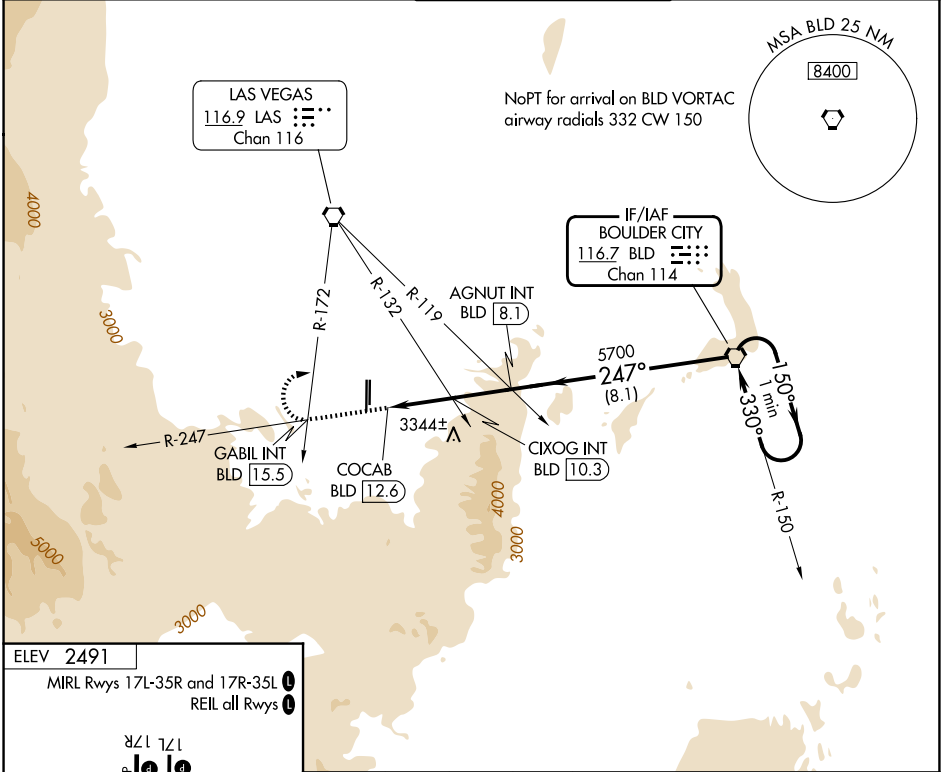 MSA BLD 25 NM
8400
NoPT for arrival on BLD VORTAC
airway radials 332 CW 150
LAS VEGAS
116.9 LAS
Chan 116
IF/IAF
BOULDER CITY
116.7 BLD
Chan 114
4000
3000
R-172
R-132
R-119
AGNUT INT
BLD 8.1
5700
247°
(8.1)
150°
1 min
330°
R-150
R-247
GABIL INT
BLD 15.5
COCAB
BLD 12.6
3344±
CIXOG INT
BLD 10.3
4000
3000
5000
3000
ELEV 2491
MIRL Rwys 17L-35R and 17R-35L L
REIL all Rwys L
17R 17L
P P P